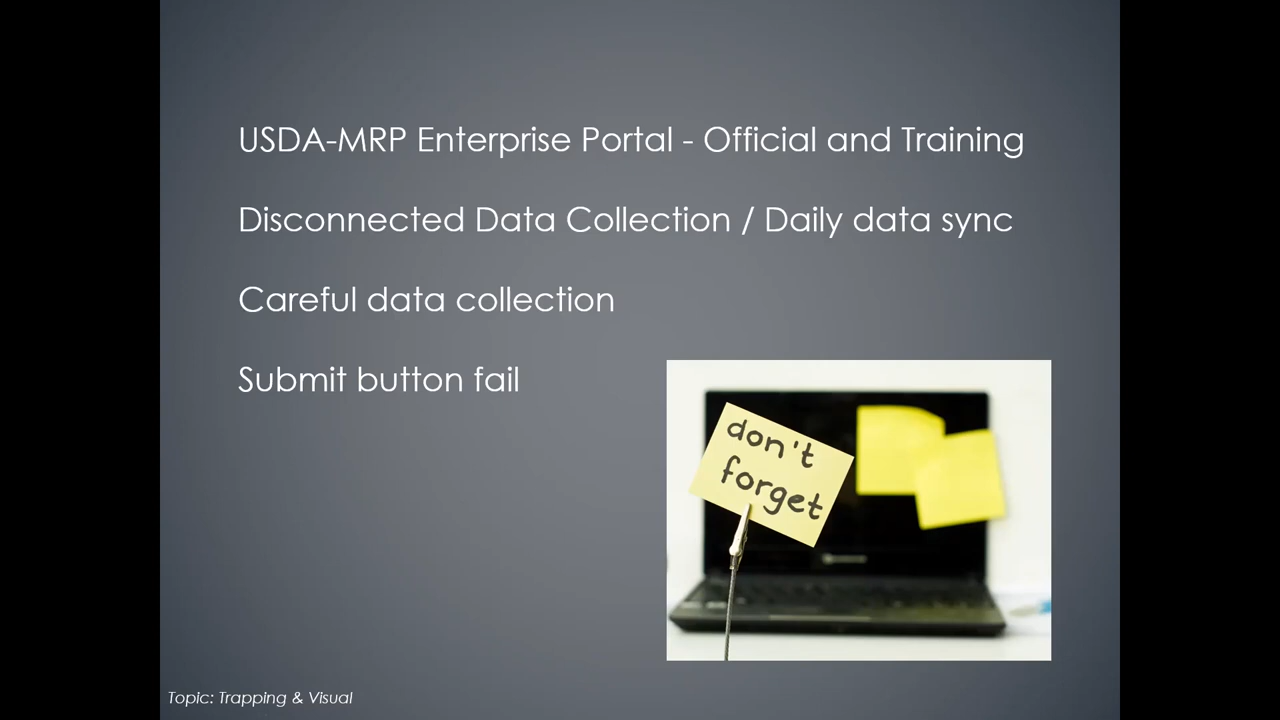 USDA-MRP Enterprise Portal - Official and Training
Disconnected Data Collection / Daily data sync
Careful data collection
Submit button fail
don't
forget
Topic: Trapping & Visual